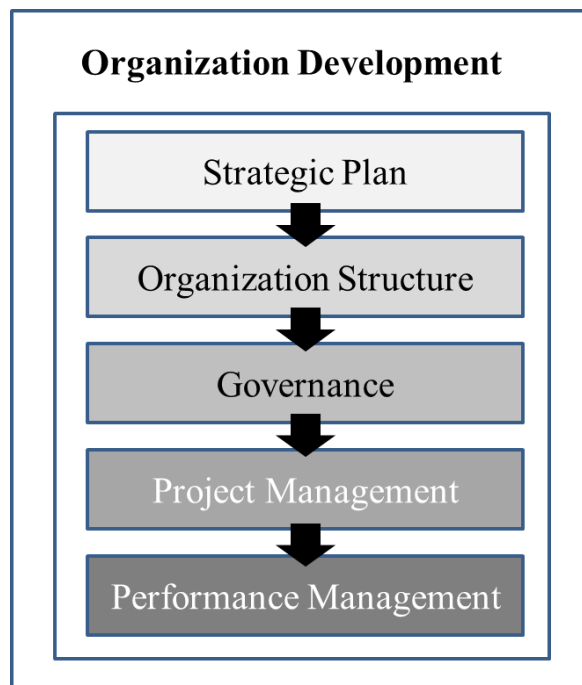 Organization Development
Strategic Plan
Organization Structure
Governance
Project Management
Performance Management